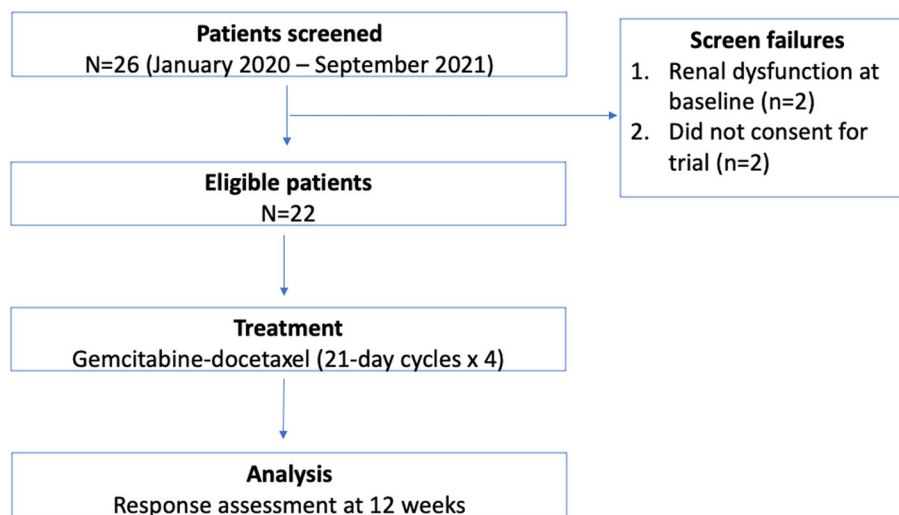 Patients screened
N=26 (January 2020 – September 2021)
Screen failures
1. Renal dysfunction at
baseline (n=2)
2. Did not consent for
trial (n=2)
Eligible patients
N=22
Treatment
Gemcitabine-docetaxel (21-day cycles x 4)
Analysis
Response assessment at 12 weeks